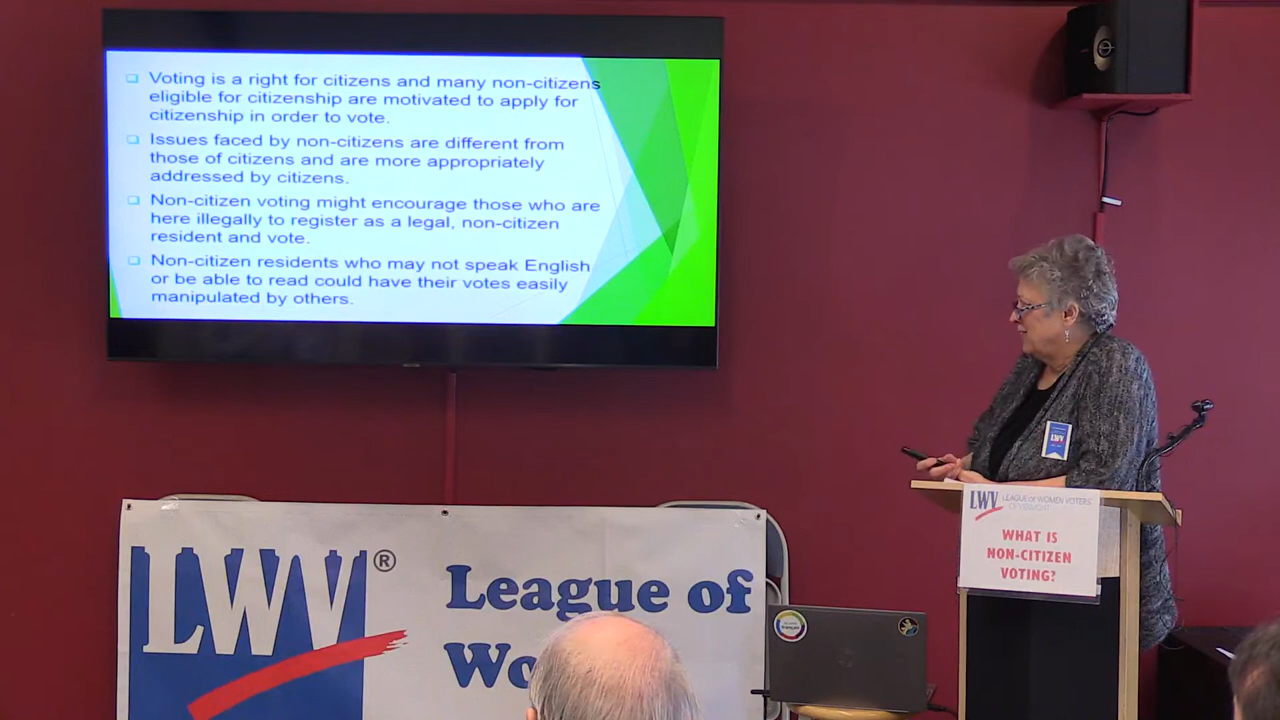 Voting is a right for citizens and many non-citizens
eligible for citizenship are motivated to apply for
citizenship in order to vote.
Issues faced by non-citizens are different from
those of citizens and are more appropriately
addressed by citizens.
Non-citizen voting might encourage those who are
here illegally to register as a legal, non-citizen
resident and vote.
Non-citizen residents who may not speak English
or be able to read could have their votes easily
manipulated by others.
LWV
LWV
LEAGUE OF WOMEN VOTERS
OF VERMONT
WHAT IS
NON-CITIZEN
VOTING?
LWV®
League of
Wo